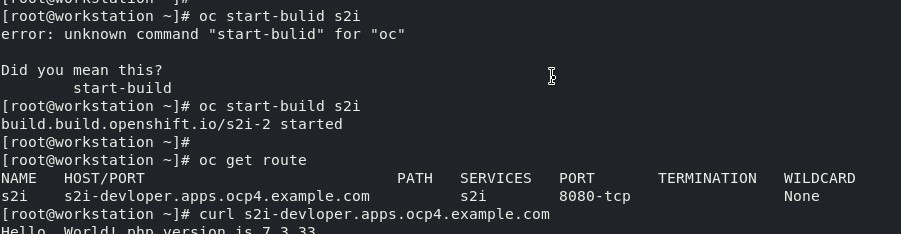 [root@workstation ~]#
[root@workstation ~]# oc start-bulid s2i
error: unknown command "start-bulid" for "oc"
Did you mean this?
        start-build
[root@workstation ~]# oc start-build s2i
build.build.openshift.io/s2i-2 started
[root@workstation ~]#
[root@workstation ~]# oc get route
NAME   HOST/PORT                            PATH   SERVICES   PORT       TERMINATION   WILDCARD
s2i    s2i-devloper.apps.ocp4.example.com          s2i        8080-tcp                 None
[root@workstation ~]# curl s2i-devloper.apps.ocp4.example.com
Hello, World! php version is 7.3.33